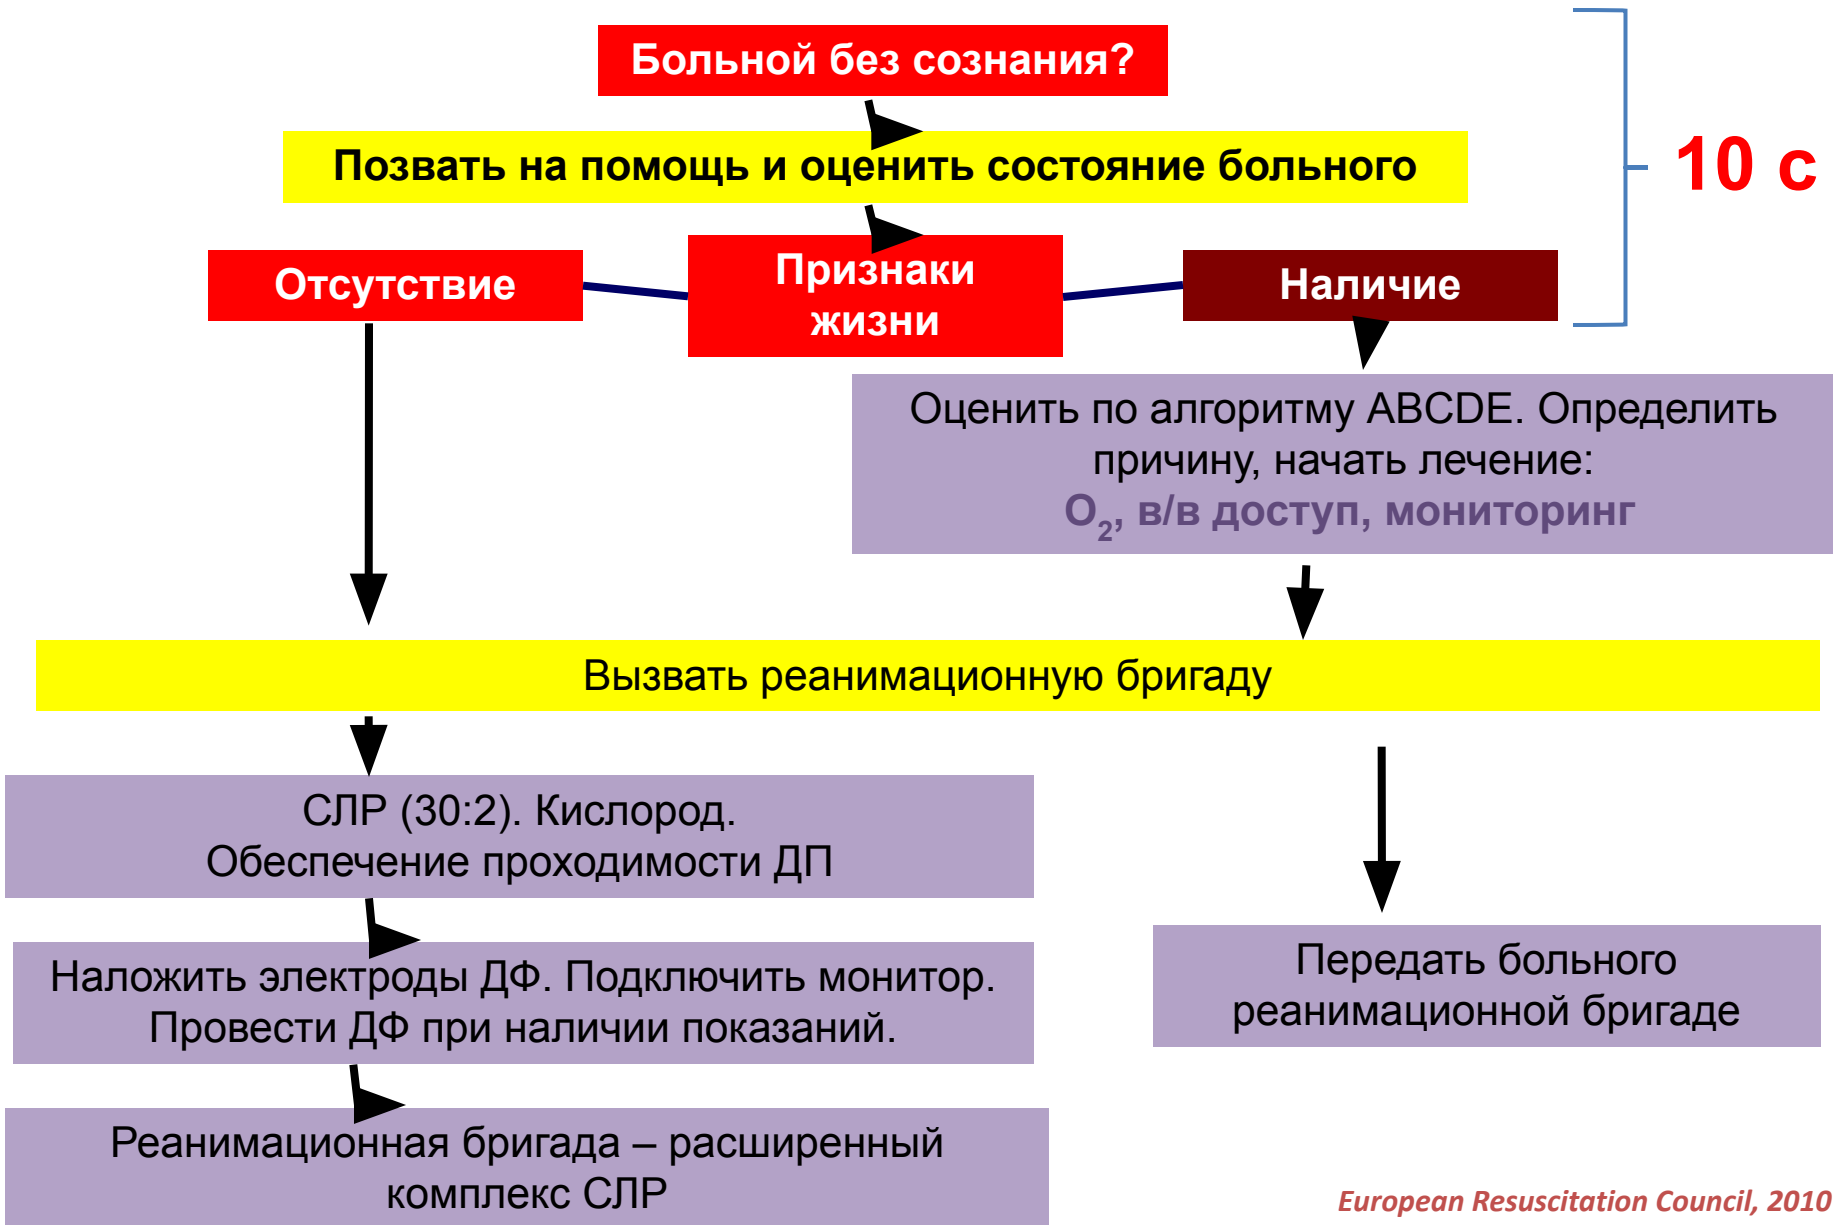 Больной без сознания?
Позвать на помощь и оценить состояние больного
10 с
Отсутствие
Признаки
жизни
Наличие
Оценить по алгоритму ABCDE. Определить
причину, начать лечение:
O₂, в/в доступ, мониторинг
Вызвать реанимационную бригаду
СЛР (30:2). Кислород.
Обеспечение проходимости ДП
Наложить электроды ДФ. Подключить монитор.
Провести ДФ при наличии показаний.
Передать больного
реанимационной бригаде
Реанимационная бригада – расширенный
комплекс СЛР
European Resuscitation Council, 2010